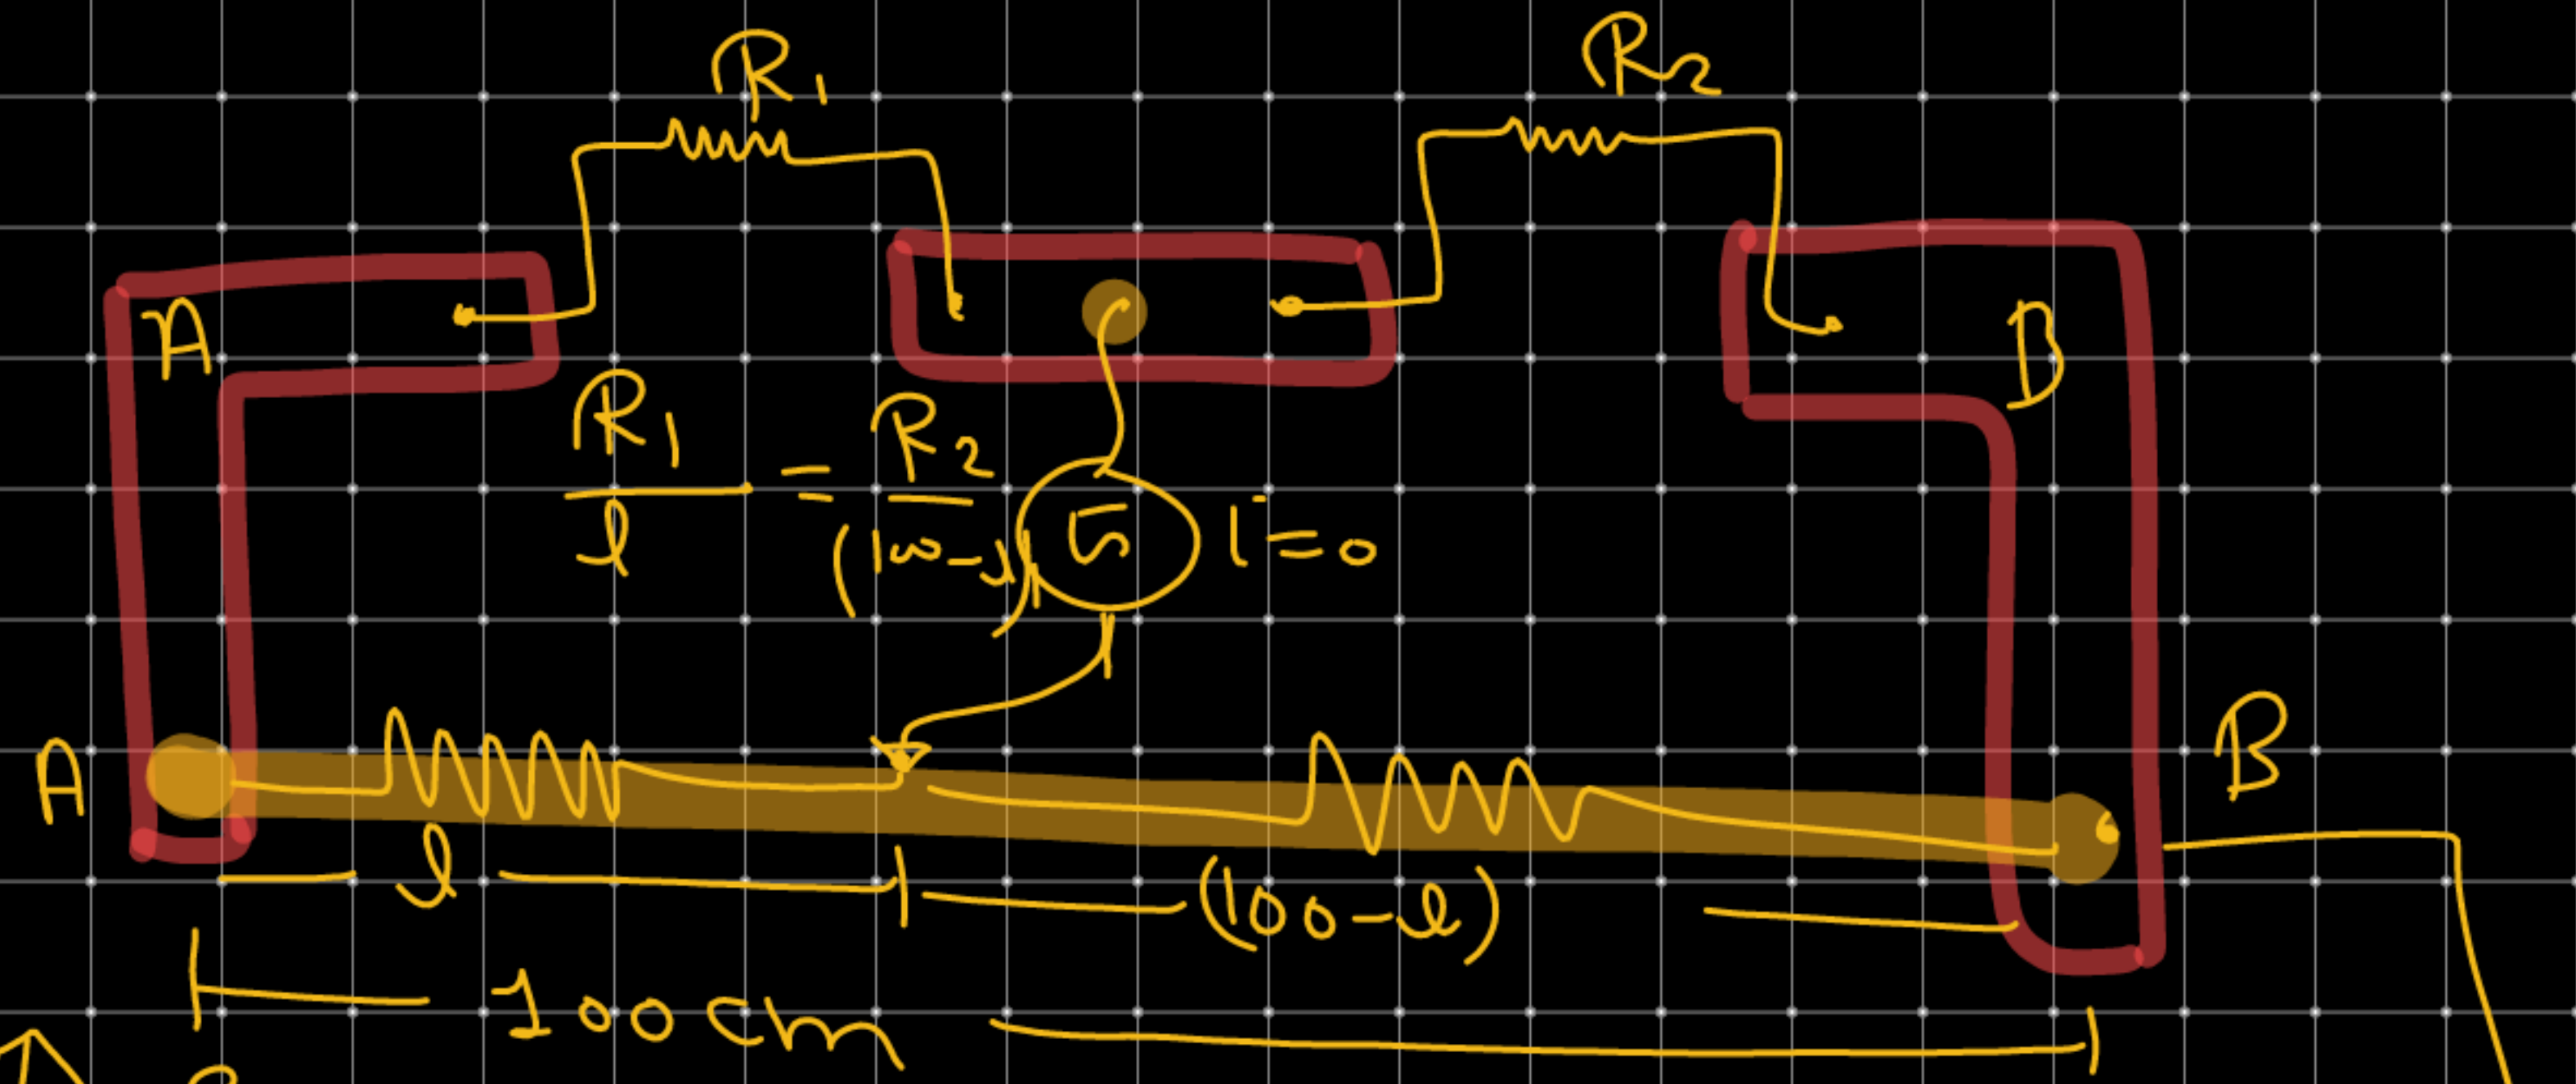 R₁ R₂
A B
R₁/l = R₂/(100-l) G i=0
A B
l (100-l)
100 cm